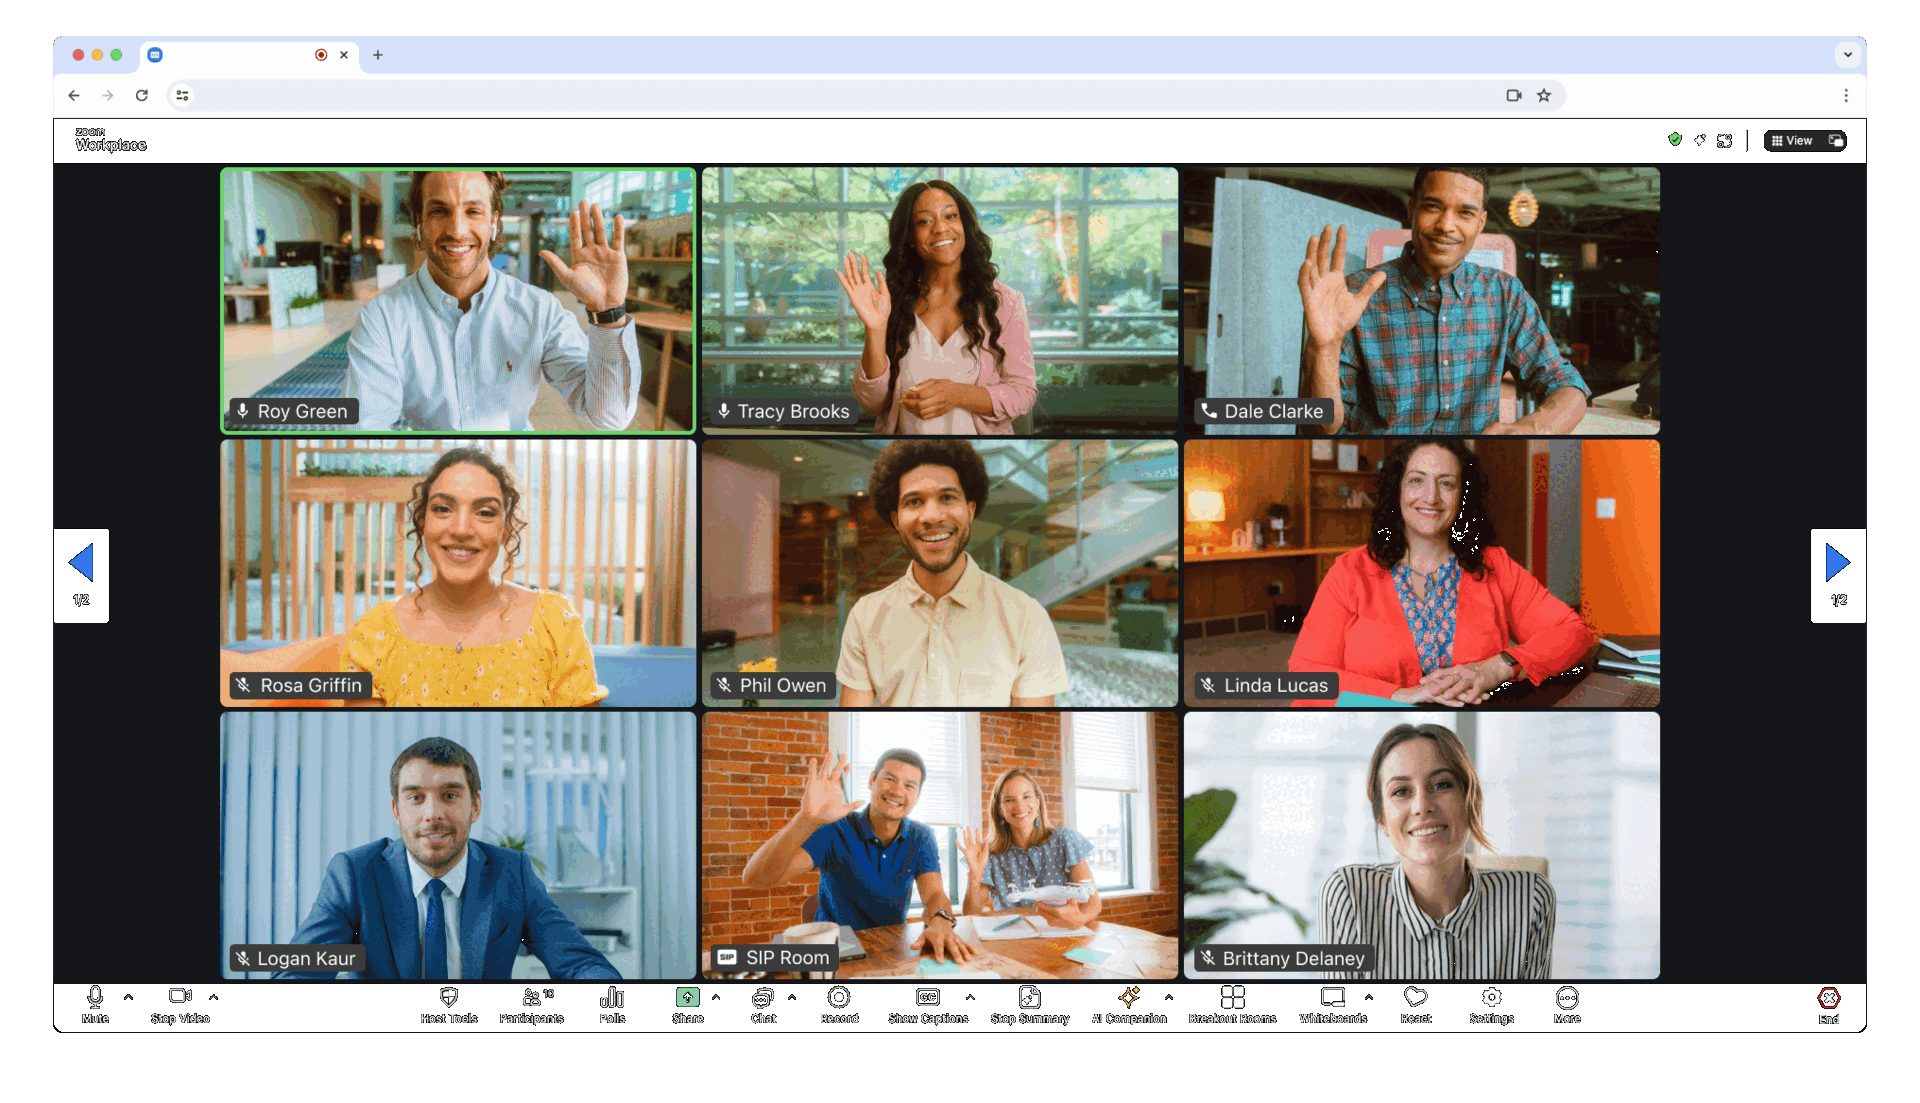 zoom
Workplace
View
Roy Green
Tracy Brooks
Dale Clarke
Rosa Griffin
Phil Owen
Linda Lucas
1/2
1/2
Logan Kaur
SIP SIP Room
Brittany Delaney
Mute
Stop Video
Host Tools
Participants
Polls
Share
Chat
Record
CC
Show Captions
Stop Summary
AI Companion
Breakout Rooms
Whiteboards
React
Settings
More
End